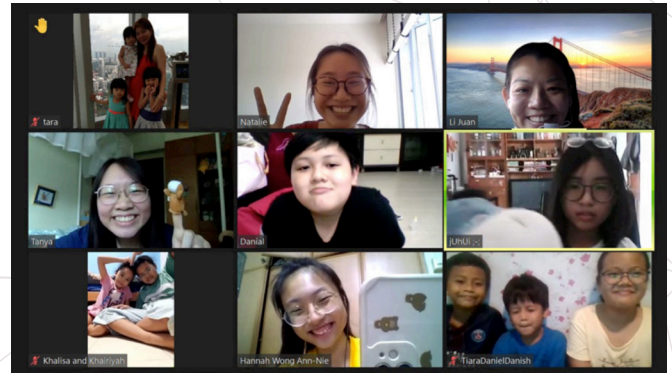 tara
Natalie
Li Juan
Tanya
Danial
jUhUi
Khalisa and Khairiyah
Hannah Wong Ann-Nie
TiaraDanielDanish